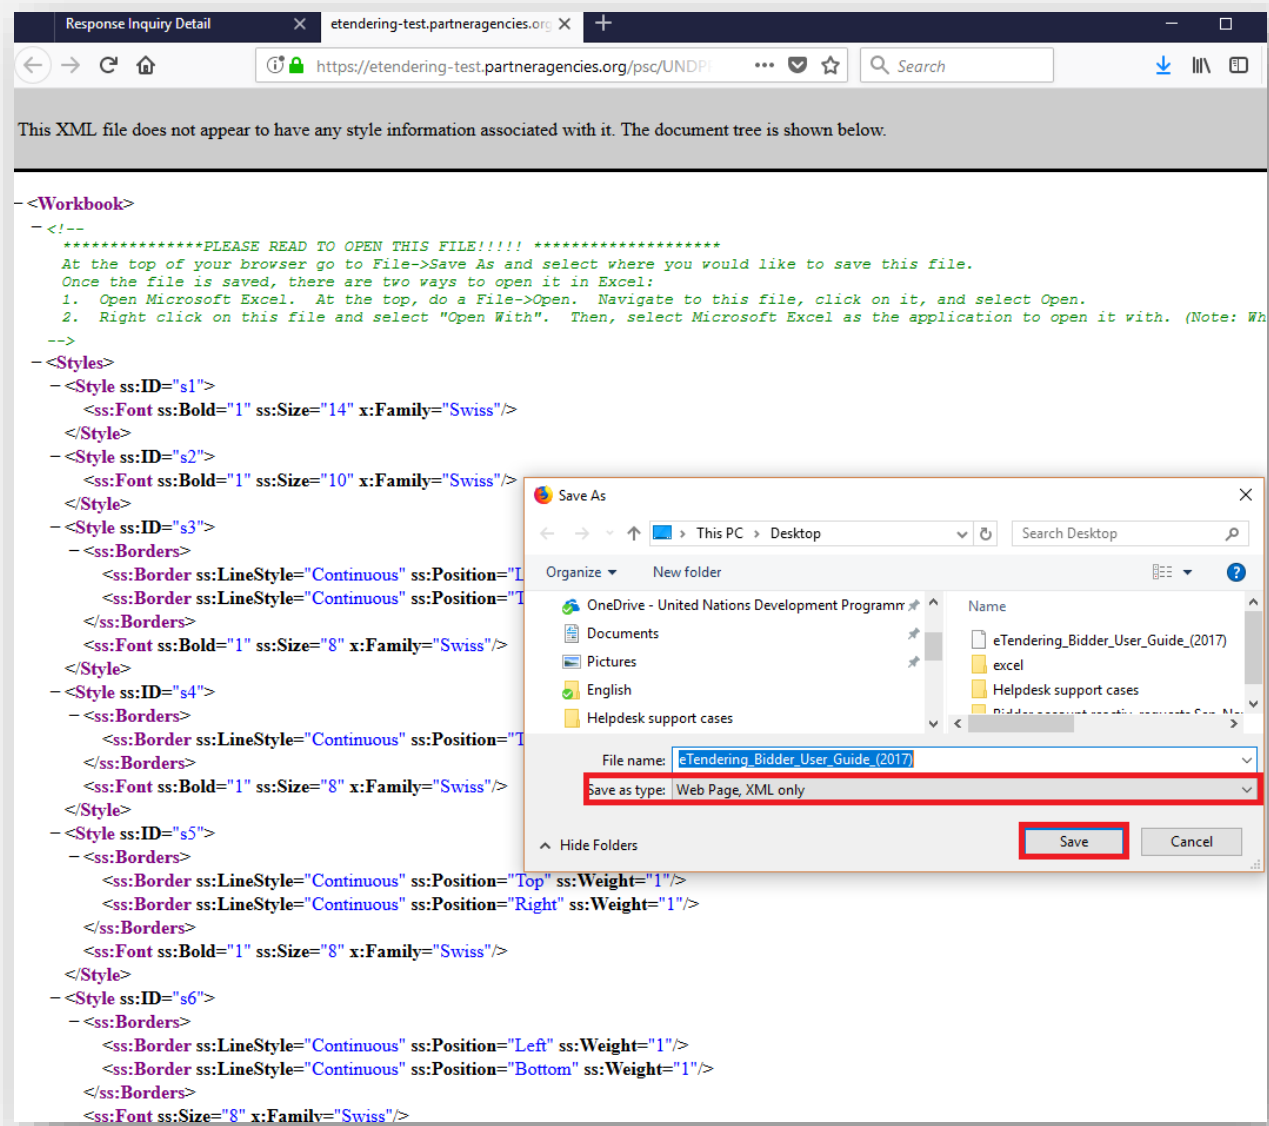 Response Inquiry Detail
etendering-test.partneragencies.org
https://etendering-test.partneragencies.org/psc/UNDP
Search
This XML file does not appear to have any style information associated with it. The document tree is shown below.
<Workbook>
<!--
***************PLEASE READ TO OPEN THIS FILE!!!!! ********************
At the top of your browser go to File->Save As and select where you would like to save this file.
Once the file is saved, there are two ways to open it in Excel:
1. Open Microsoft Excel. At the top, do a File->Open. Navigate to this file, click on it, and select Open.
2. Right click on this file and select "Open With". Then, select Microsoft Excel as the application to open it with. (Note: Wh
-->
<Styles>
<Style ss:ID="s1">
<ss:Font ss:Bold="1" ss:Size="14" x:Family="Swiss"/>
</Style>
<Style ss:ID="s2">
<ss:Font ss:Bold="1" ss:Size="10" x:Family="Swiss"/>
</Style>
<Style ss:ID="s3">
<ss:Borders>
<ss:Border ss:LineStyle="Continuous" ss:Position="L
<ss:Border ss:LineStyle="Continuous" ss:Position="T
</ss:Borders>
<ss:Font ss:Bold="1" ss:Size="8" x:Family="Swiss"/>
</Style>
<Style ss:ID="s4">
<ss:Borders>
<ss:Border ss:LineStyle="Continuous" ss:Position="T
</ss:Borders>
<ss:Font ss:Bold="1" ss:Size="8" x:Family="Swiss"/>
</Style>
<Style ss:ID="s5">
<ss:Borders>
<ss:Border ss:LineStyle="Continuous" ss:Position="Top" ss:Weight="1"/>
<ss:Border ss:LineStyle="Continuous" ss:Position="Right" ss:Weight="1"/>
</ss:Borders>
<ss:Font ss:Bold="1" ss:Size="8" x:Family="Swiss"/>
</Style>
<Style ss:ID="s6">
<ss:Borders>
<ss:Border ss:LineStyle="Continuous" ss:Position="Left" ss:Weight="1"/>
<ss:Border ss:LineStyle="Continuous" ss:Position="Bottom" ss:Weight="1"/>
</ss:Borders>
<ss:Font ss:Size="8" x:Family="Swiss"/>
Save As
This PC > Desktop
Search Desktop
Organize
New folder
OneDrive - United Nations Development Programm
Documents
Pictures
English
Helpdesk support cases
Name
eTendering_Bidder_User_Guide_(2017)
excel
Helpdesk support cases
File name: eTendering_Bidder_User_Guide_(2017)
Save as type: Web Page, XML only
Hide Folders
Save
Cancel